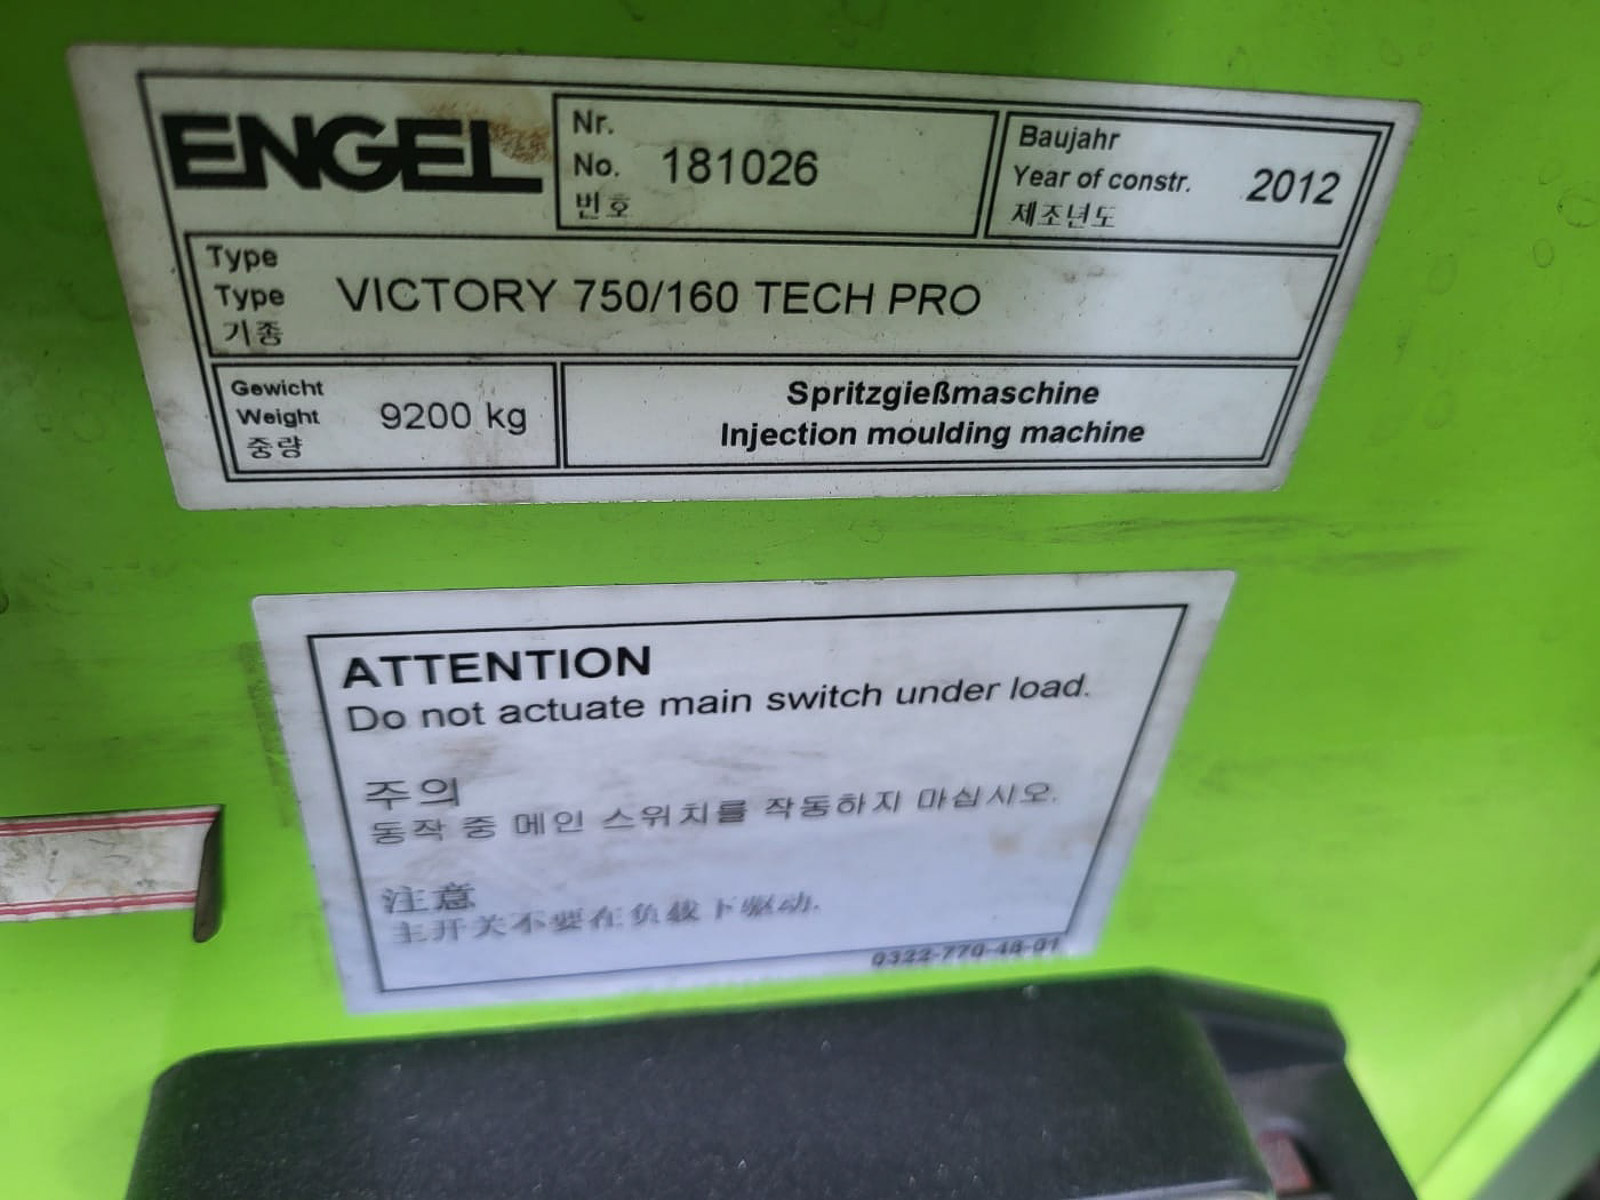 ENGEL
Nr.
No. 181026
번호
Baujahr
Year of constr. 2012
제조년도
Type
Type VICTORY 750/160 TECH PRO
기종
Gewicht
Weight 9200 kg
중량
Spritzgießmaschine
Injection moulding machine
ATTENTION
Do not actuate main switch under load.
주의
동작 중 메인 스위치를 작동하지 마십시오.
注意
主开关不要在负载下驱动.
0322-770-48-01